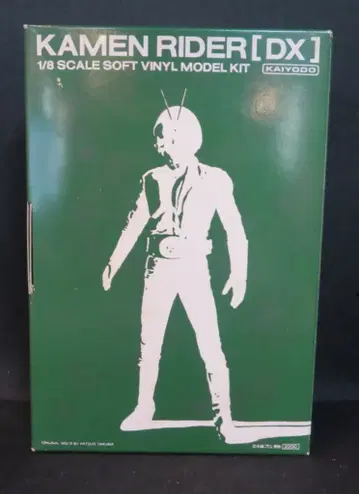 KAMEN RIDER [DX]
1/8 SCALE SOFT VINYL MODEL KIT KAIYODO